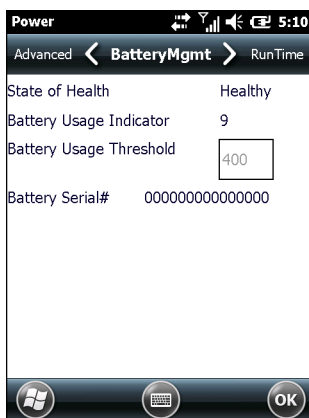 Power 5:10
Advanced BatteryMgmt RunTime
State of Health Healthy
Battery Usage Indicator 9
Battery Usage Threshold 400
Battery Serial# 000000000000000
OK